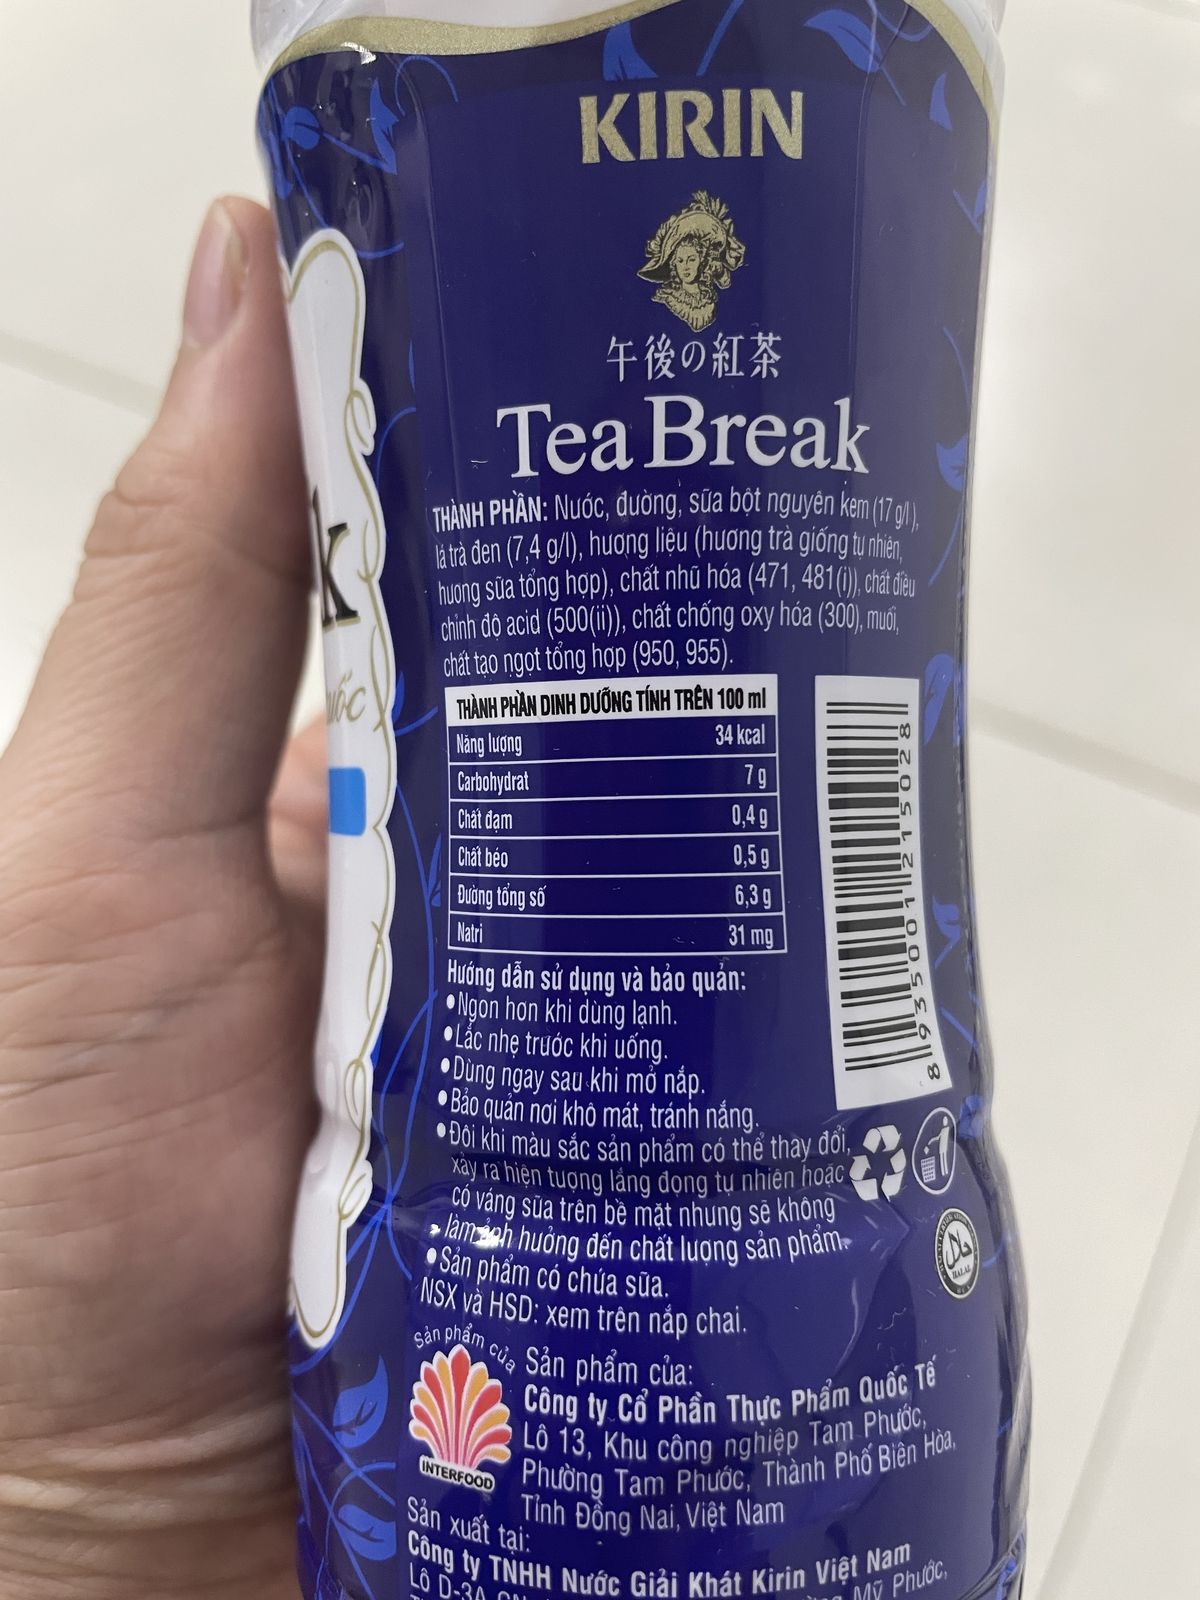 KIRIN
午後の紅茶
Tea Break
THÀNH PHẦN: Nước, đường, sữa bột nguyên kem (17 g/l),
lá trà đen (7,4 g/l), hương liệu (hương trà giống tự nhiên,
hương sữa tổng hợp), chất nhũ hóa (471, 481(i)), chất điều
chỉnh độ acid (500(ii)), chất chống oxy hóa (300), muối,
chất tạo ngọt tổng hợp (950, 955).
THÀNH PHẦN DINH DƯỠNG TÍNH TRÊN 100 ml
Năng lượng 34 kcal
Carbohydrat 7 g
Chất đạm 0,4 g
Chất béo 0,5 g
Đường tổng số 6,3 g
Natri 31 mg
8935001215028
Hướng dẫn sử dụng và bảo quản:
•Ngon hơn khi dùng lạnh.
•Lắc nhẹ trước khi uống.
•Dùng ngay sau khi mở nắp.
•Bảo quản nơi khô mát, tránh nắng.
•Đôi khi màu sắc sản phẩm có thể thay đổi,
xảy ra hiện tượng lắng đọng tự nhiên hoặc
có váng sữa trên bề mặt nhưng sẽ không
làm ảnh hưởng đến chất lượng sản phẩm.
•Sản phẩm có chứa sữa.
NSX và HSD: xem trên nắp chai.
HALAL
Sản phẩm của
INTERFOOD
Sản phẩm của:
Công ty Cổ Phần Thực Phẩm Quốc Tế
Lô 13, Khu công nghiệp Tam Phước,
Phường Tam Phước, Thành Phố Biên Hòa,
Tỉnh Đồng Nai, Việt Nam
Sản xuất tại:
Công ty TNHH Nước Giải Khát Kirin Việt Nam
Lô D-3A Mỹ Phước,
k